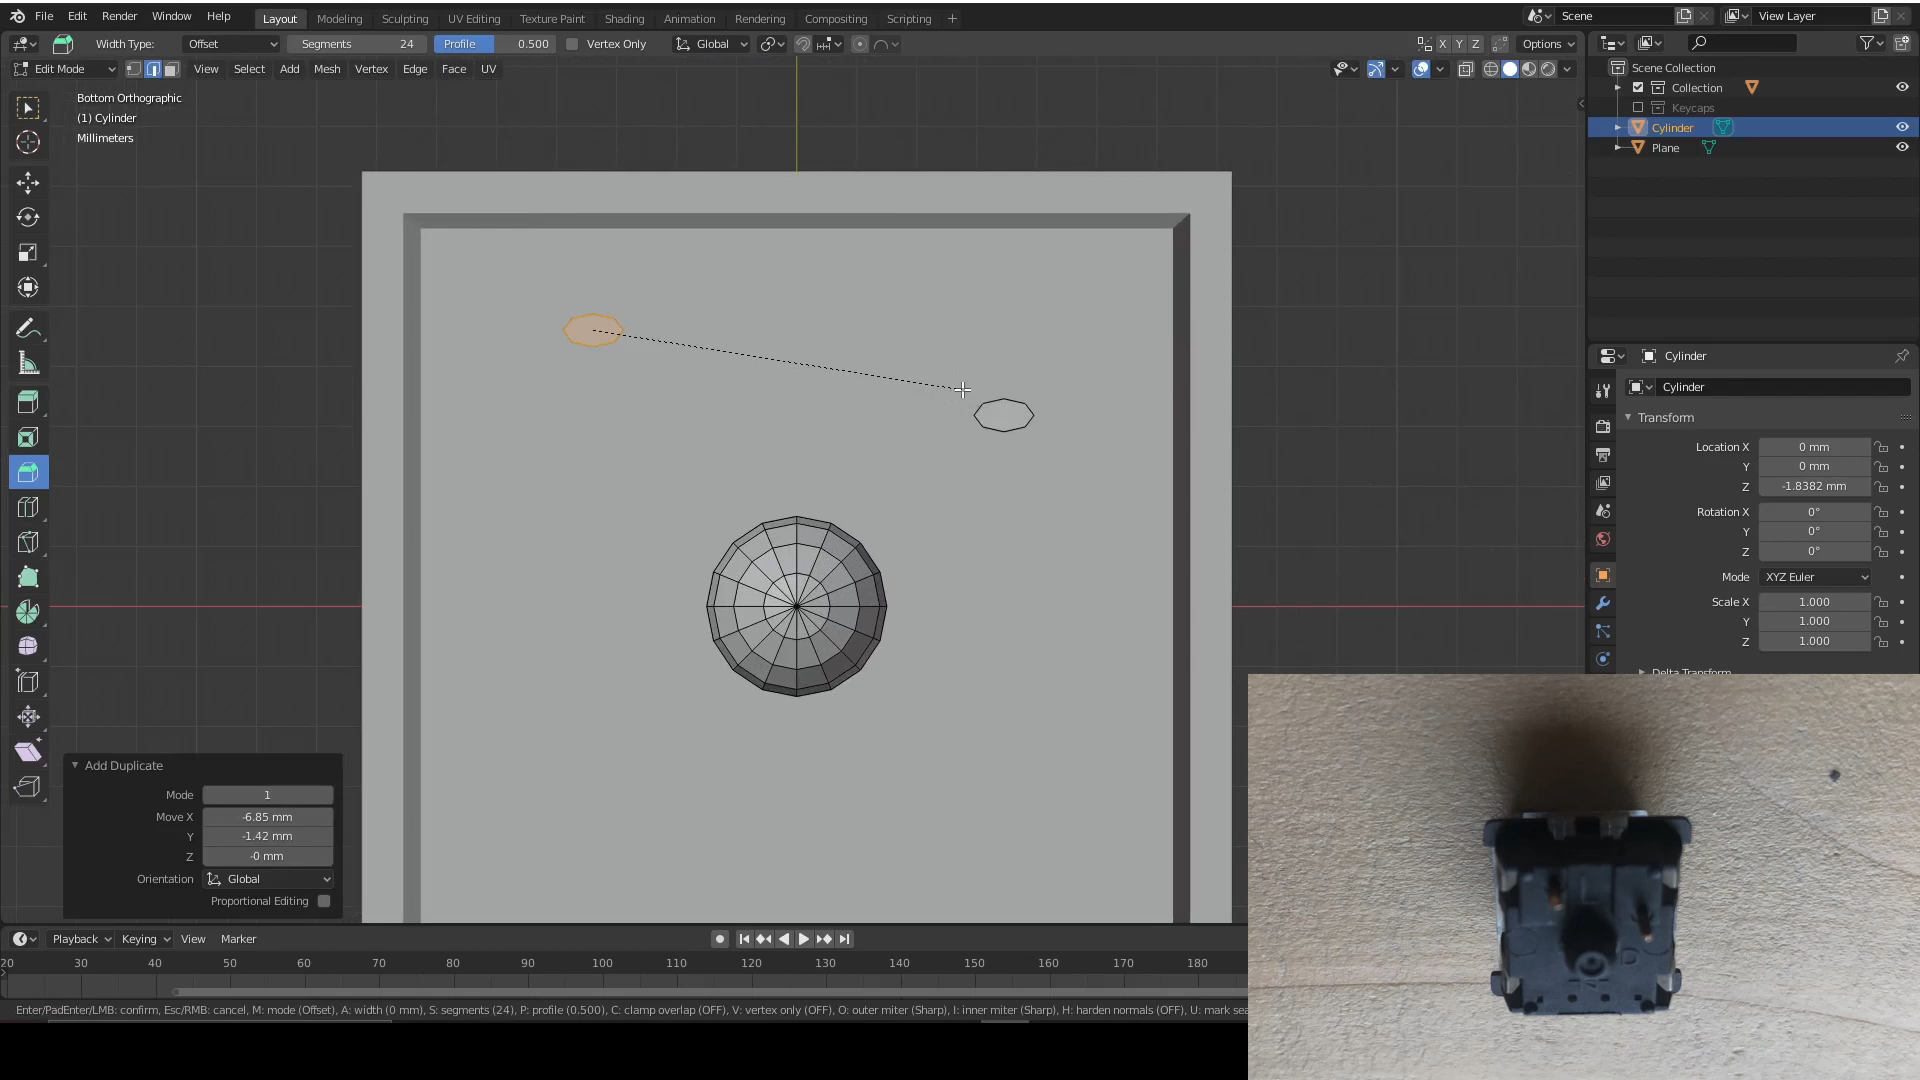 File Edit Render Window Help Layout Modeling Sculpting UV Editing Texture Paint Shading Animation Rendering Compositing Scripting + Scene View Layer
Width Type: Offset Segments 24 Profile 0.500 Vertex Only Global X Y Z Options
Edit Mode View Select Add Mesh Vertex Edge Face UV
Scene Collection
Collection
Keycaps
Cylinder
Plane
Bottom Orthographic
(1) Cylinder
Millimeters
Cylinder
Cylinder
Transform
Location X 0 mm
Y 0 mm
Z -1.8382 mm
Rotation X 0°
Y 0°
Z 0°
Mode XYZ Euler
Scale X 1.000
Y 1.000
Z 1.000
Delta Transform
Add Duplicate
Mode 1
Move X -6.85 mm
Y -1.42 mm
Z -0 mm
Orientation Global
Proportional Editing
Playback Keying View Marker
20 30 40 50 60 70 80 90 100 110 120 130 140 150 160 170 180
Enter/PadEnter/LMB: confirm, Esc/RMB: cancel, M: mode (Offset), A: width (0 mm), S: segments (24), P: profile (0.500), C: clamp overlap (OFF), V: vertex only (OFF), O: outer miter (Sharp), I: inner miter (Sharp), H: harden normals (OFF), U: mark sea